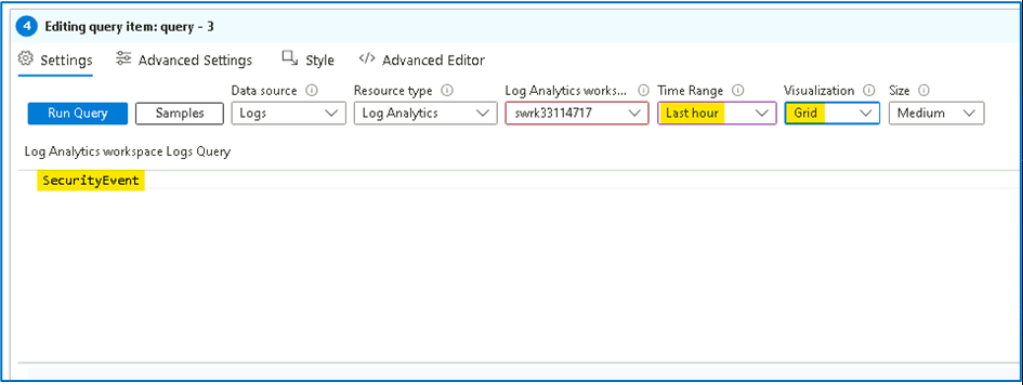 4 Editing query item: query - 3
Settings Advanced Settings Style </> Advanced Editor
Data source Resource type Log Analytics works... Time Range Visualization Size
Run Query Samples Logs Log Analytics swrk33114717 Last hour Grid Medium
Log Analytics workspace Logs Query
SecurityEvent